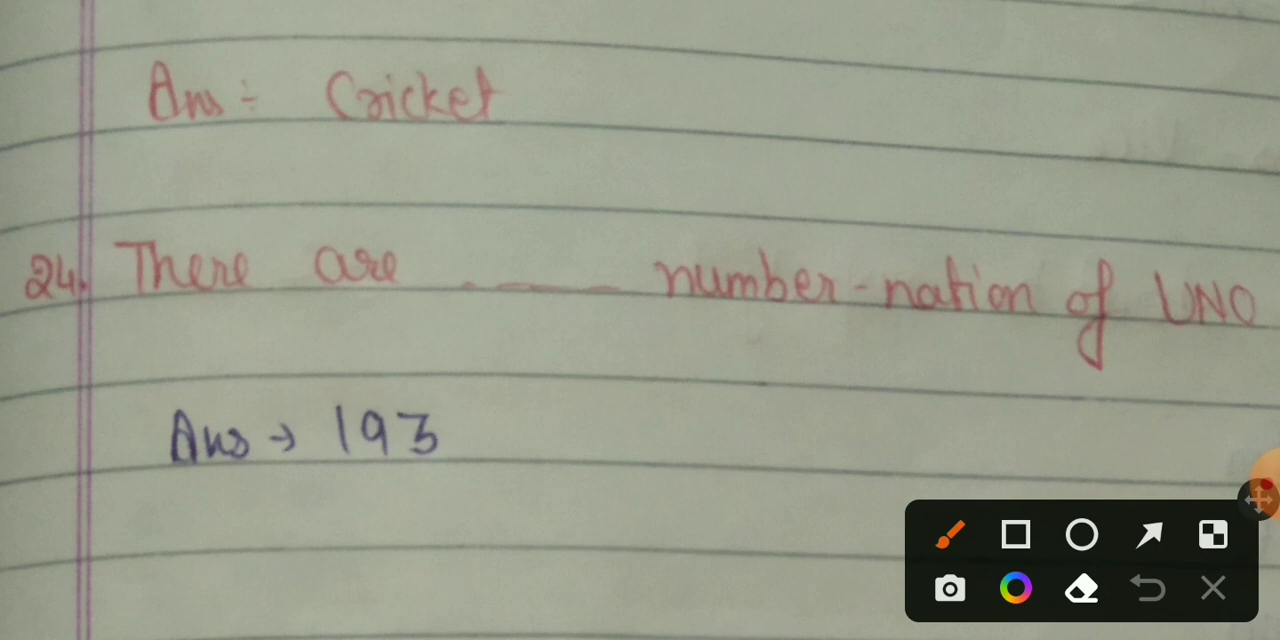 Ans ÷ Cricket
24. There are ____ number-nation of UNO
Ans → 193